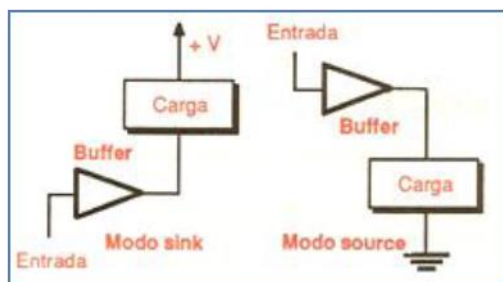 + V
Carga
Buffer
Modo sink
Entrada
Entrada
Buffer
Carga
Modo source